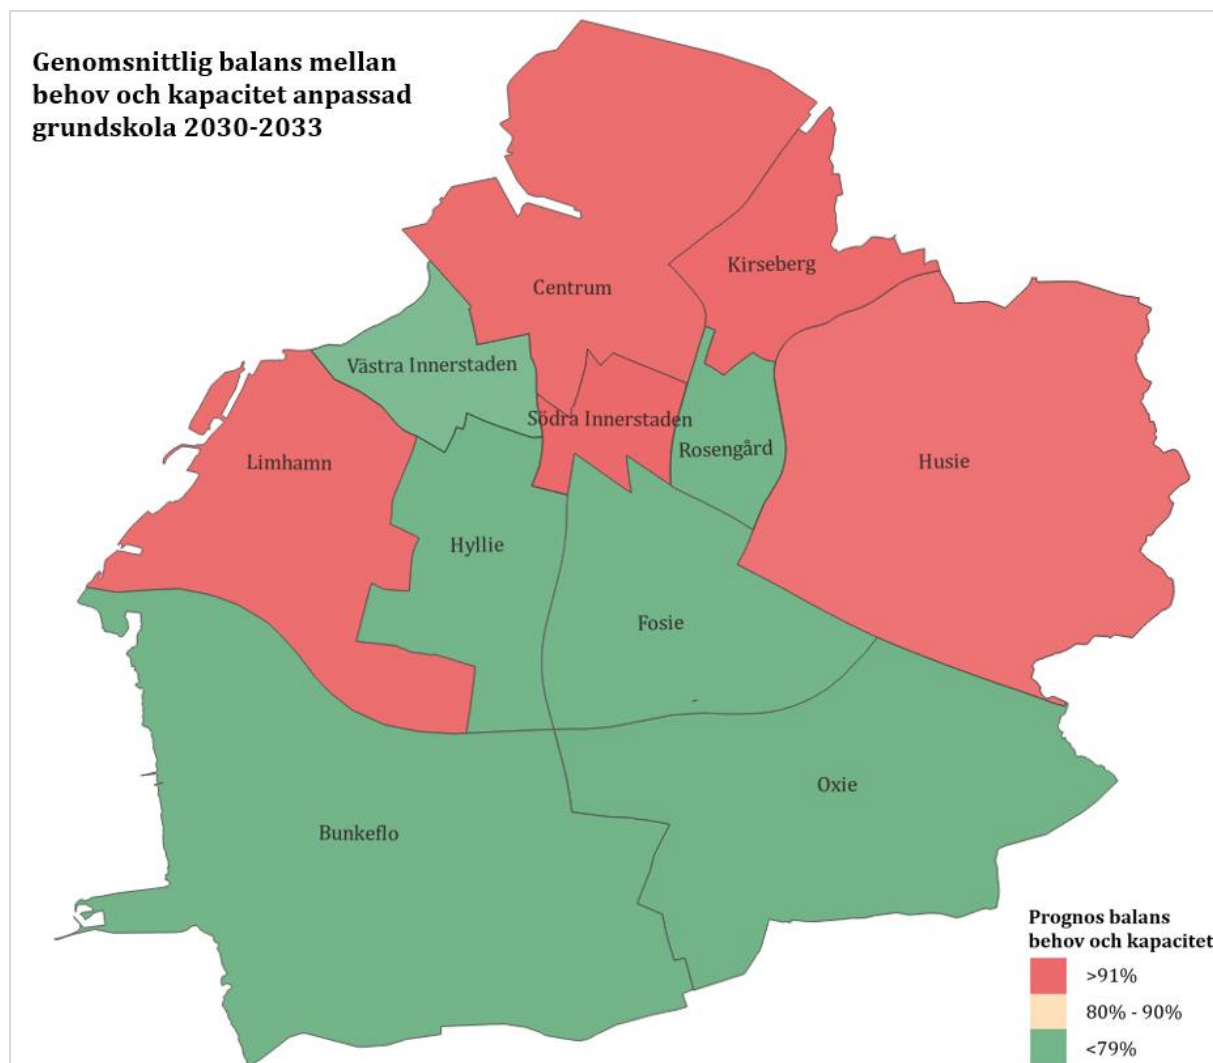 Genomsnittlig balans mellan
behov och kapacitet anpassad
grundskola 2030-2033
Kirseberg
Centrum
Västra Innerstaden
Södra Innerstaden
Rosengård
Limhamn
Husie
Hyllie
Fosie
Oxie
Bunkeflo
Prognos balans
behov och kapacitet
>91%
80% - 90%
<79%